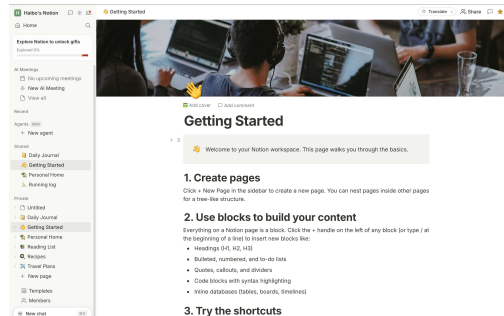 Haibo's Notion
Home
Explore Notion to unlock gifts
Explored 0%
AI Meetings
No upcoming meetings
New AI Meeting
View all
Recent
Agents Beta
New agent
Shared
Daily Journal
Getting Started
Personal Home
Running log
Private
Untitled
Daily Journal
Getting Started
Personal Home
Reading List
Recipes
Travel Plans
New page
Templates
Members
New chat
Getting Started
Translate
Share
Add cover
Add comment
Getting Started
Welcome to your Notion workspace. This page walks you through the basics.
1. Create pages
Click + New Page in the sidebar to create a new page. You can nest pages inside other pages
for a tree-like structure.
2. Use blocks to build your content
Everything on a Notion page is a block. Click the + handle on the left of any block (or type / at
the beginning of a line) to insert new blocks like:
• Headings (H1, H2, H3)
• Bulleted, numbered, and to-do lists
• Quotes, callouts, and dividers
• Code blocks with syntax highlighting
• Inline databases (tables, boards, timelines)
3. Try the shortcuts